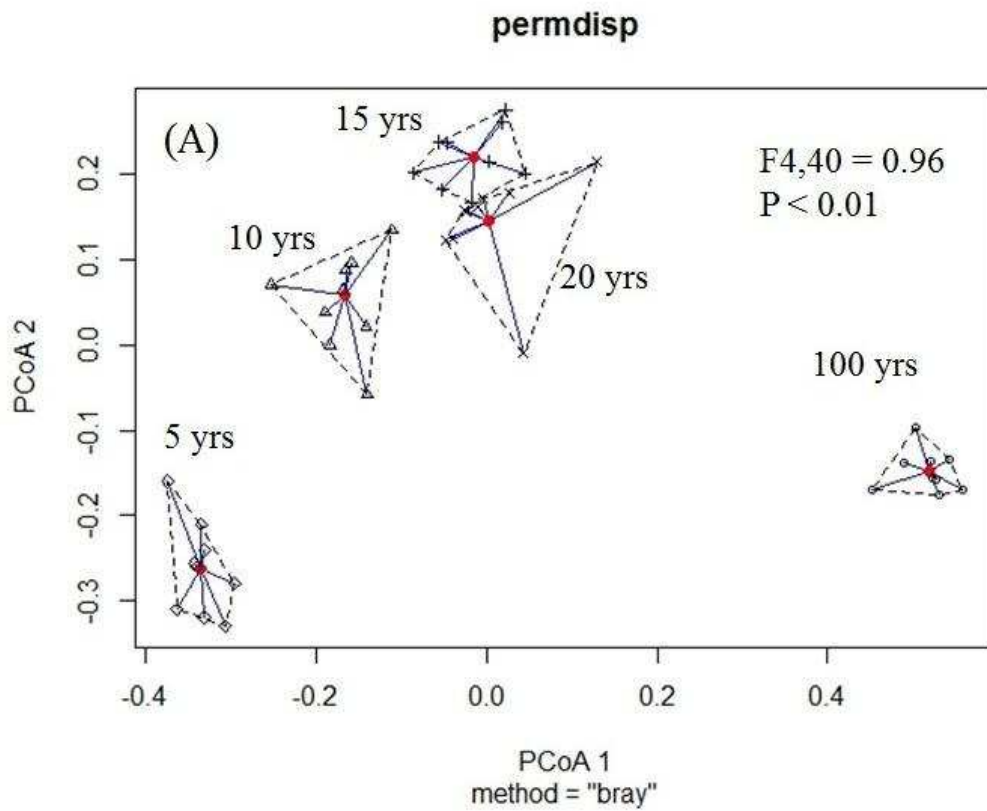 permdisp
(A)
15 yrs
F4,40 = 0.96
P < 0.01
10 yrs
20 yrs
100 yrs
5 yrs
PCoA 2
0.2
0.1
0.0
-0.1
-0.2
-0.3
-0.4
-0.2
0.0
0.2
0.4
PCoA 1
method = "bray"